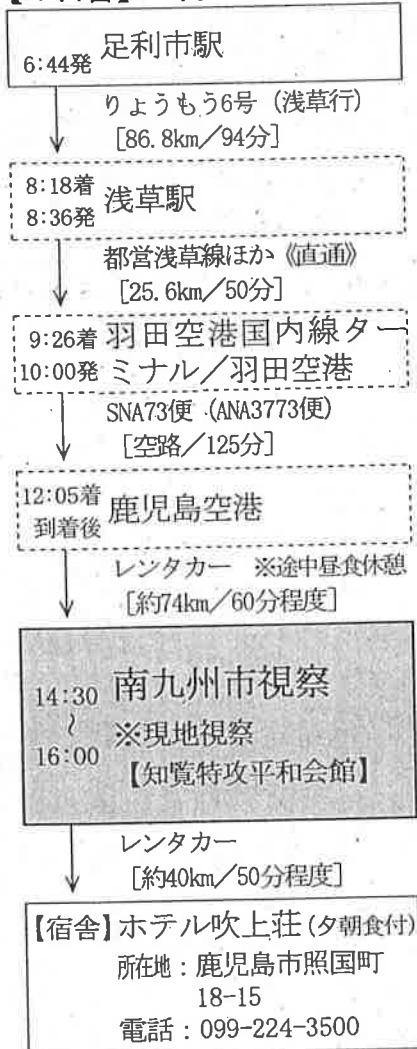 6:44発 足利市駅
りょうもう6号 (浅草行)
[86.8km/94分]
8:18着
8:36発 浅草駅
都営浅草線ほか《直通》
[25.6km/50分]
9:26着 羽田空港国内線ター
10:00発 ミナル/羽田空港
SNA73便 (ANA3773便)
[空路/125分]
12:05着
到着後 鹿児島空港
レンタカー ※途中昼食休憩
[約74km/60分程度]
14:30 南九州市視察
~ ※現地視察
16:00 【知覧特攻平和会館】
レンタカー
[約40km/50分程度]
【宿舎】ホテル吹上荘(夕朝食付)
所在地:鹿児島市照国町
18-15
電話:099-224-3500